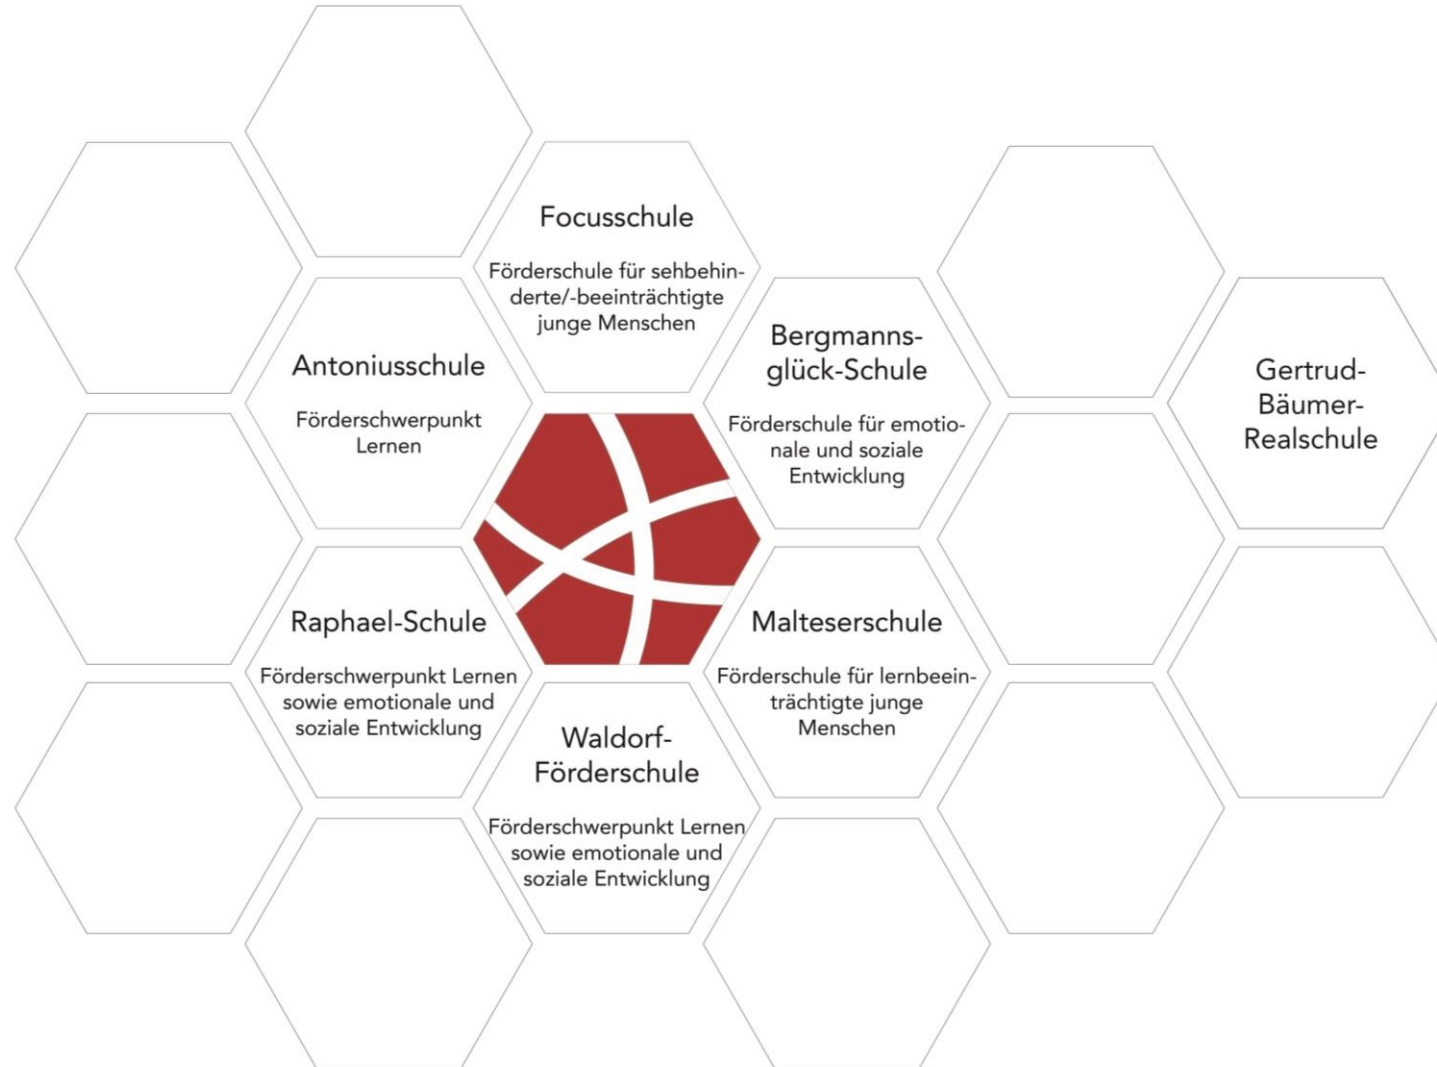 Focusschule
Förderschule für sehbehin-
derte/-beeinträchtigte
junge Menschen
Antoniusschule
Förderschwerpunkt
Lernen
Bergmanns-
glück-Schule
Förderschule für emotio-
nale und soziale
Entwicklung
Gertrud-
Bäumer-
Realschule
Raphael-Schule
Förderschwerpunkt Lernen
sowie emotionale und
soziale Entwicklung
Malteserschule
Förderschule für lernbeein-
trächtigte junge
Menschen
Waldorf-
Förderschule
Förderschwerpunkt Lernen
sowie emotionale und
soziale Entwicklung